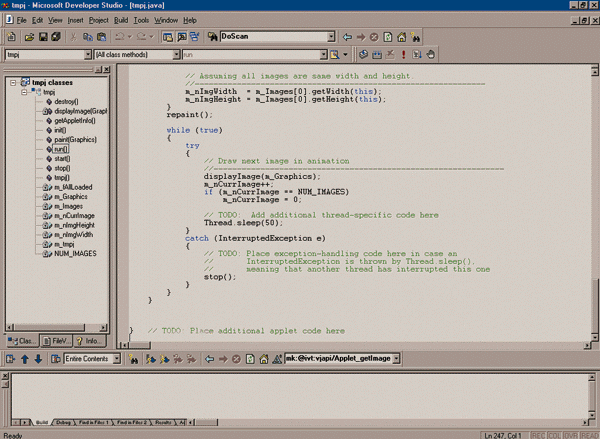 tmpj - Microsoft Developer Studio - [tmpj.java]
File Edit View Insert Project Build Tools Window Help
DoScan
tmpj
(All class methods)
run
tmpj classes
tmpj
destroy()
displayImage(Grap
getAppletInfo()
init()
paint(Graphics)
run()
start()
stop()
tmpj()
m_fAllLoaded
m_Graphics
m_Images
m_nCurrImage
m_nImgHeight
m_nImgWidth
m_tmpj
NUM_IMAGES
Clas...
FileV...
Info...
// Assuming all images are same width and height.
//--------------------------------------------------------------
m_nImgWidth = m_Images[0].getWidth(this);
m_nImgHeight = m_Images[0].getHeight(this);
}
repaint();
while (true)
{
try
{
// Draw next image in animation
//--------------------------------------------------------------
displayImage(m_Graphics);
m_nCurrImage++;
if (m_nCurrImage == NUM_IMAGES)
m_nCurrImage = 0;
// TODO: Add additional thread-specific code here
Thread.sleep(50);
}
catch (InterruptedException e)
{
// TODO: Place exception-handling code here in case an
// InterruptedException is thrown by Thread.sleep(),
// meaning that another thread has interrupted this one
stop();
}
}
}
} // TODO: Place additional applet code here
Entire Contents
mk:@ivt:vjapi/Applet_getImage
Build
Debug
Find in Files 1
Find in Files 2
Results
Ready
Ln 247, Col 1
REC COL OVR READ